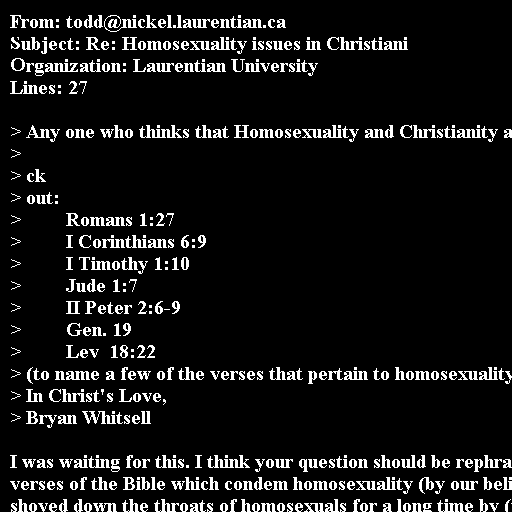 From: todd@nickel.laurentian.ca
Subject: Re: Homosexuality issues in Christiani
Organization: Laurentian University
Lines: 27
> Any one who thinks that Homosexuality and Christianity a
>
> ck
> out:
> Romans 1:27
> I Corinthians 6:9
> I Timothy 1:10
> Jude 1:7
> II Peter 2:6-9
> Gen. 19
> Lev 18:22
> (to name a few of the verses that pertain to homosexuality
> In Christ's Love,
> Bryan Whitsell
I was waiting for this. I think your question should be rephra
verses of the Bible which condem homosexuality (by our beli
shoved down the throats of homosexuals for a long time by (